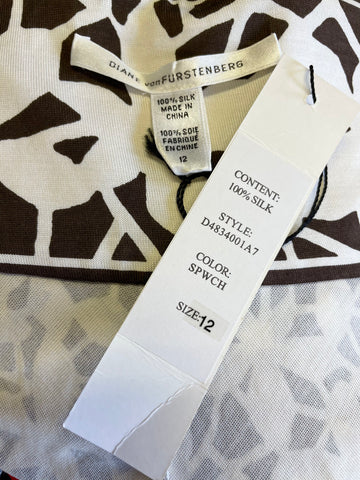 DIANE VON FURSTENBERG
100% SILK
MADE IN
CHINA
100% SOIE
FABRIQUE
EN CHINE
12
CONTENT:
100% SILK
STYLE:
D4834001A7
COLOR:
SPWCH
SIZE:12